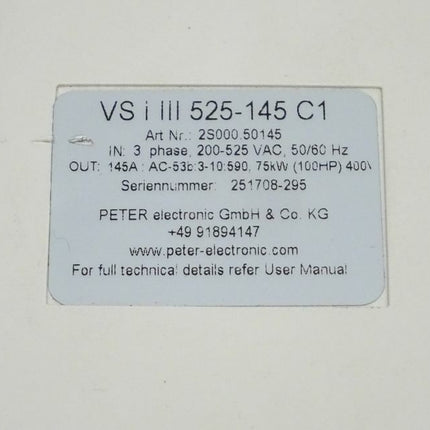 VS i III 525-145 C1
Art Nr.: 2S000.50145
IN: 3 phase, 200-525 VAC, 50/60 Hz
OUT: 145A : AC-53b:3-10:590, 75kW (100HP) 400V
Seriennummer: 251708-295
PETER electronic GmbH & Co. KG
+49 91894147
www.peter-electronic.com
For full technical details refer User Manual